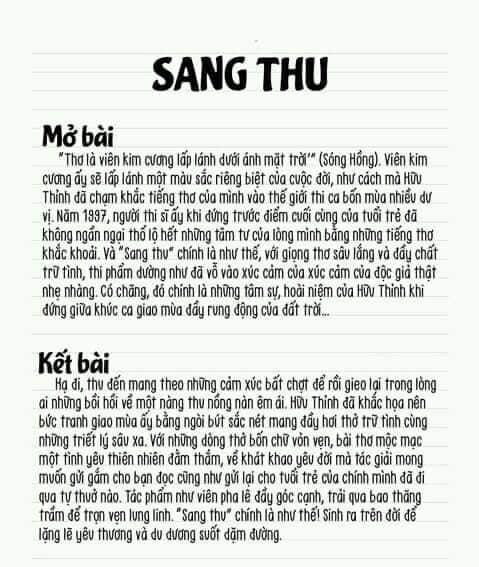 SANG THU
Mở bài
"Thơ là viên kim cương lấp lánh dưới ánh mặt trời'" (Sóng Hồng). Viên kim
cương ấy sẽ lấp lánh một màu sắc riêng biệt của cuộc đời, như cách mà Hữu
Thỉnh đã chạm khắc tiếng thơ của mình vào thế giới thi ca bốn mùa nhiều dư
vị. Năm 1997, người thi sĩ ấy khi đứng trước điểm cuối cùng của tuổi trẻ đã
không ngần ngại thổ lộ hết những tâm tư của lòng mình bằng những tiếng thơ
khắc khoải. Và "Sang thu" chính là như thế, với giọng thơ sâu lắng và đầy chất
trữ tình, thi phẩm dường như đã vỗ vào xúc cảm của xúc cảm của độc giả thật
nhẹ nhàng. Có chăng, đó chính là những tâm sự, hoài niệm của Hữu Thỉnh khi
đứng giữa khúc ca giao mùa đầy rung động của đất trời...
Kết bài
Hạ đi, thu đến mang theo những cảm xúc bất chợt để rồi gieo lại trong lòng
ai những bồi hồi về một nàng thu nồng nàn êm ái. Hữu Thỉnh đã khắc họa nên
bức tranh giao mùa ấy bằng ngòi bút sắc nét mang đầy hơi thở trữ tình cùng
những triết lý sâu xa. Với những dòng thở bốn chữ vỏn vẹn, bài thơ mộc mạc
một tình yêu thiên nhiên đằm thắm, về khát khao yêu đời mà tác giải mong
muốn gửi gắm cho bạn đọc cũng như gửi lại cho tuổi trẻ của chính mình đã đi
qua tự thuở nào. Tác phẩm như viên pha lê đầy góc cạnh, trải qua bao thăng
trầm để trọn vẹn lung linh. "Sang thu" chính là như thế! Sinh ra trên đời để
lặng lẽ yêu thương và du dương suốt dặm đường.